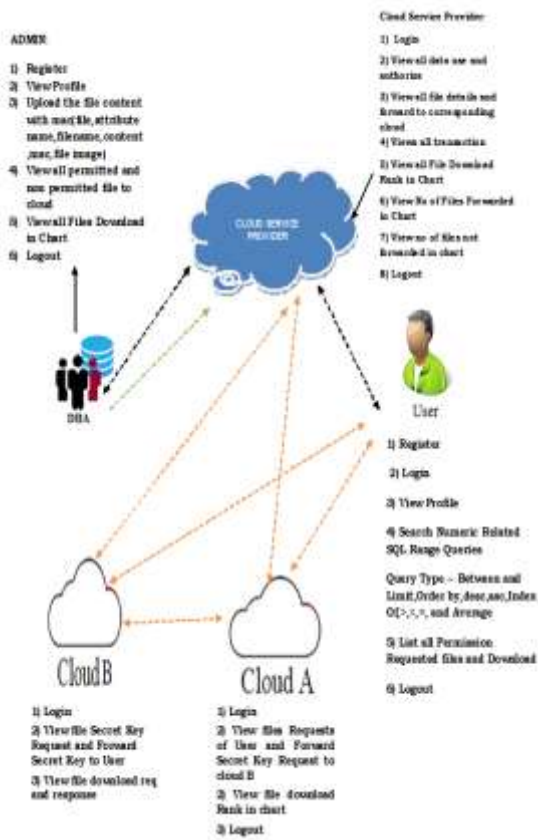 ADMIN
1) Register
2) View Profile
3) Upload the file content
with mac(file,attribute
name,filename,content
,mac,file image)
4) View all permitted and
non permitted file to
cloud
5) View all Files Download
in Chart
6) Logout
DBA
Cloud Service Provider
1) Login
2) View all data use and
authorize
3) View all file details and
forward to corresponding
cloud
4) Views all transaction
5) View all File Download
Rank in Chart
6) View No of Files Forwarded
in Chart
7) View no of files not
forwarded in chart
8) Logout
CLOUD SERVICE
PROVIDER
User
1) Register
2) Login
3) View Profile
4) Search Numeric Related
SQL Range Queries
Query Type – Between and
Limit,Order by,desc,asc,Index
and Average
5) List all Permission
Requested files and Download
6) Logout
Cloud B
1) Login
2) View file Secret Key
Request and Forward
Secret Key to User
3) View file download req
and response
Cloud A
1) Login
2) View files Requests
of User and Forward
Secret Key Request to
cloud B
2) View file download
Rank in chart
3) Logout